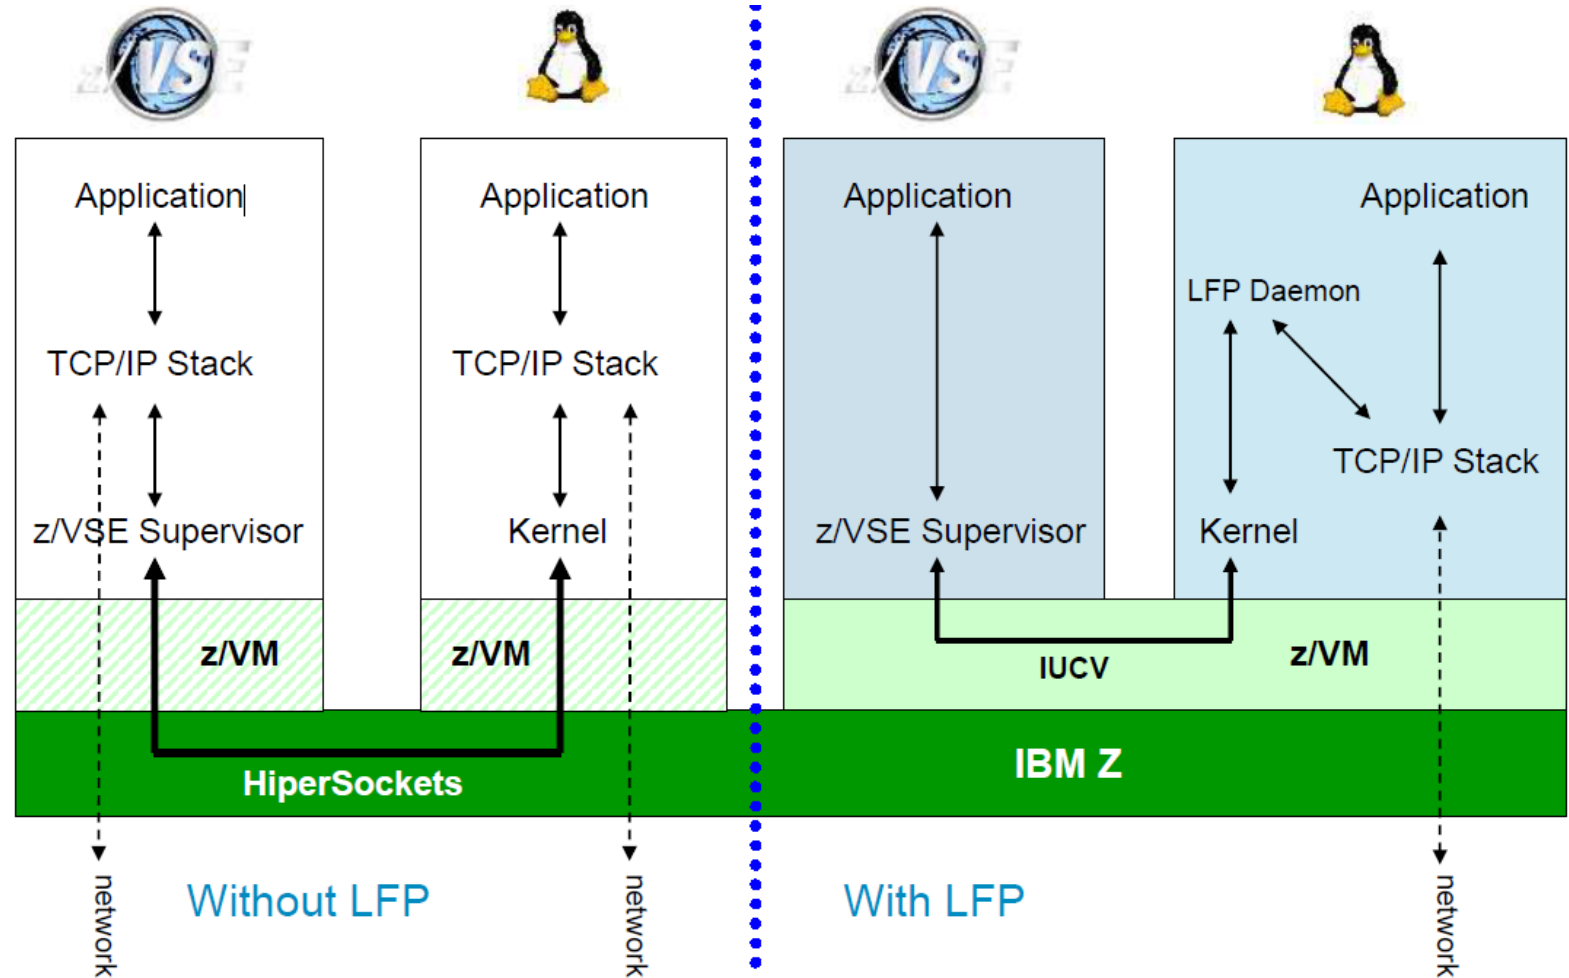 z/VSE
z/VSE
Application
Application
Application
Application
LFP Daemon
TCP/IP Stack
TCP/IP Stack
TCP/IP Stack
z/VSE Supervisor
Kernel
z/VSE Supervisor
Kernel
z/VM
z/VM
IUCV
z/VM
HiperSockets
IBM Z
network
Without LFP
network
With LFP
network